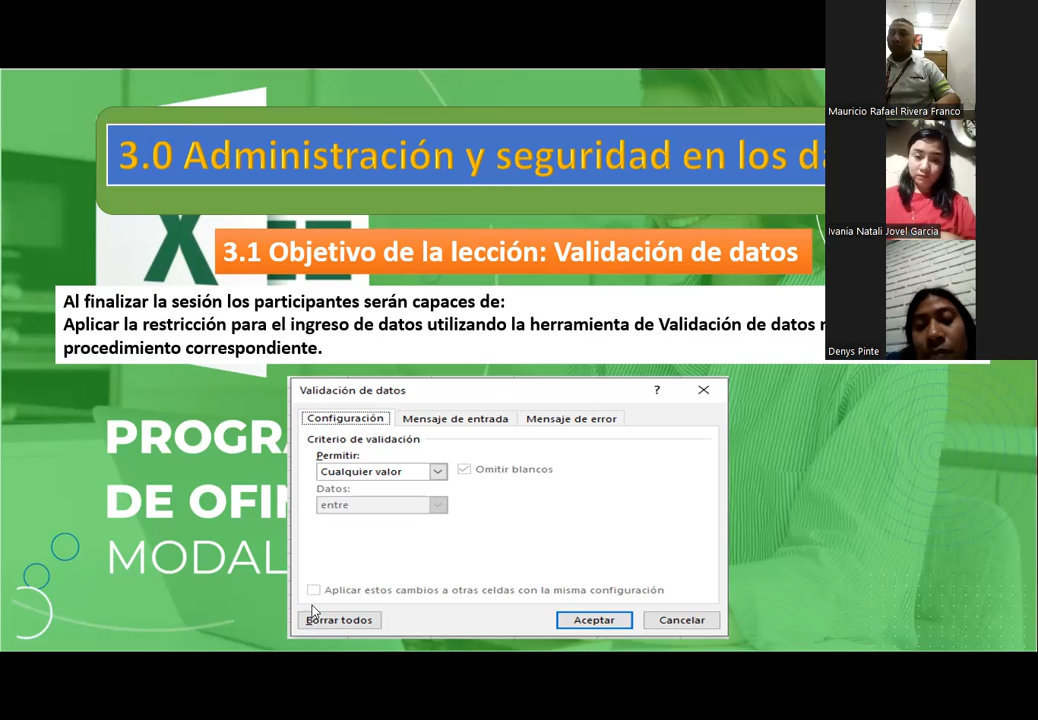 3.0 Administración y seguridad en los
3.1 Objetivo de la lección: Validación de datos
Al finalizar la sesión los participantes serán capaces de:
Aplicar la restricción para el ingreso de datos utilizando la herramienta de Validación de datos
procedimiento correspondiente.
Validación de datos ? X
Configuración Mensaje de entrada Mensaje de error
Criterio de validación
Permitir:
Cualquier valor Omitir blancos
Datos:
entre
Aplicar estos cambios a otras celdas con la misma configuración
Borrar todos Aceptar Cancelar
PROGRA
DE OFI
MODAL
Mauricio Rafael Rivera Franco
Ivania Natali Jovel Garcia
Denys Pinte